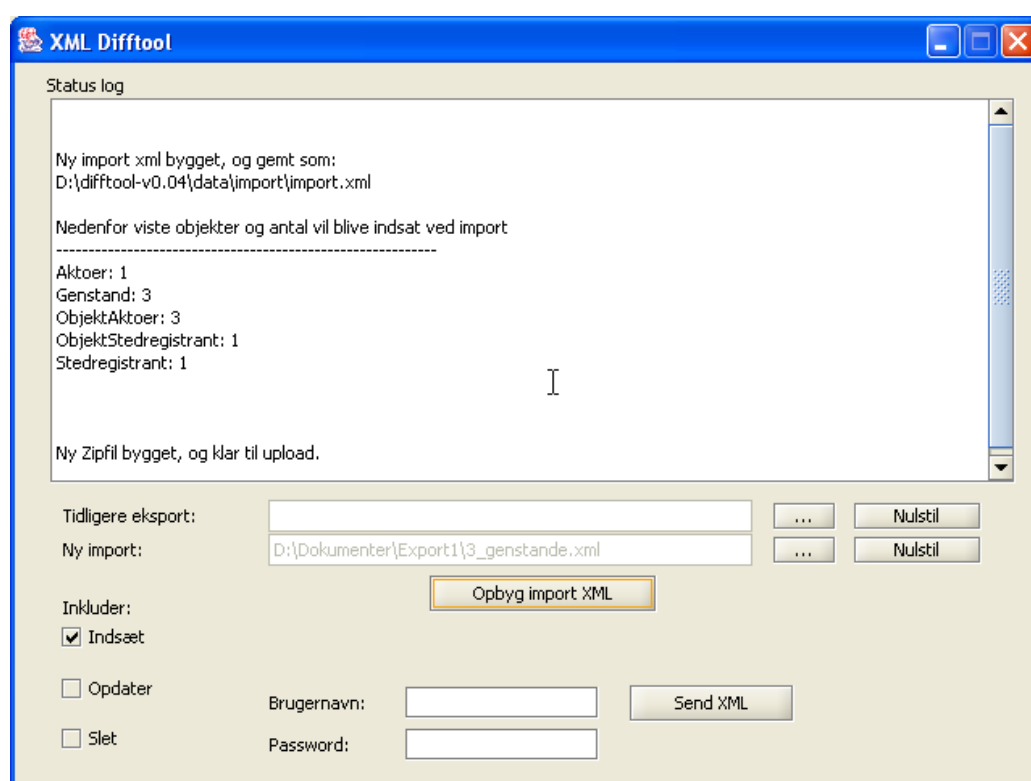 XML Difftool
Status log
Ny import xml bygget, og gemt som:
D:\difftool-v0.04\data\import\import.xml
Nedenfor viste objekter og antal vil blive indsat ved import
------------------------------------------------------------
Aktoer: 1
Genstand: 3
ObjektAktoer: 3
ObjektStedregistrant: 1
Stedregistrant: 1
Ny Zipfil bygget, og klar til upload.
Tidligere eksport: ... Nulstil
Ny import: D:\Dokumenter\Export1\3_genstande.xml ... Nulstil
Opbyg import XML
Inkluder:
Indsæt
Opdater
Brugernavn: Send XML
Slet
Password: